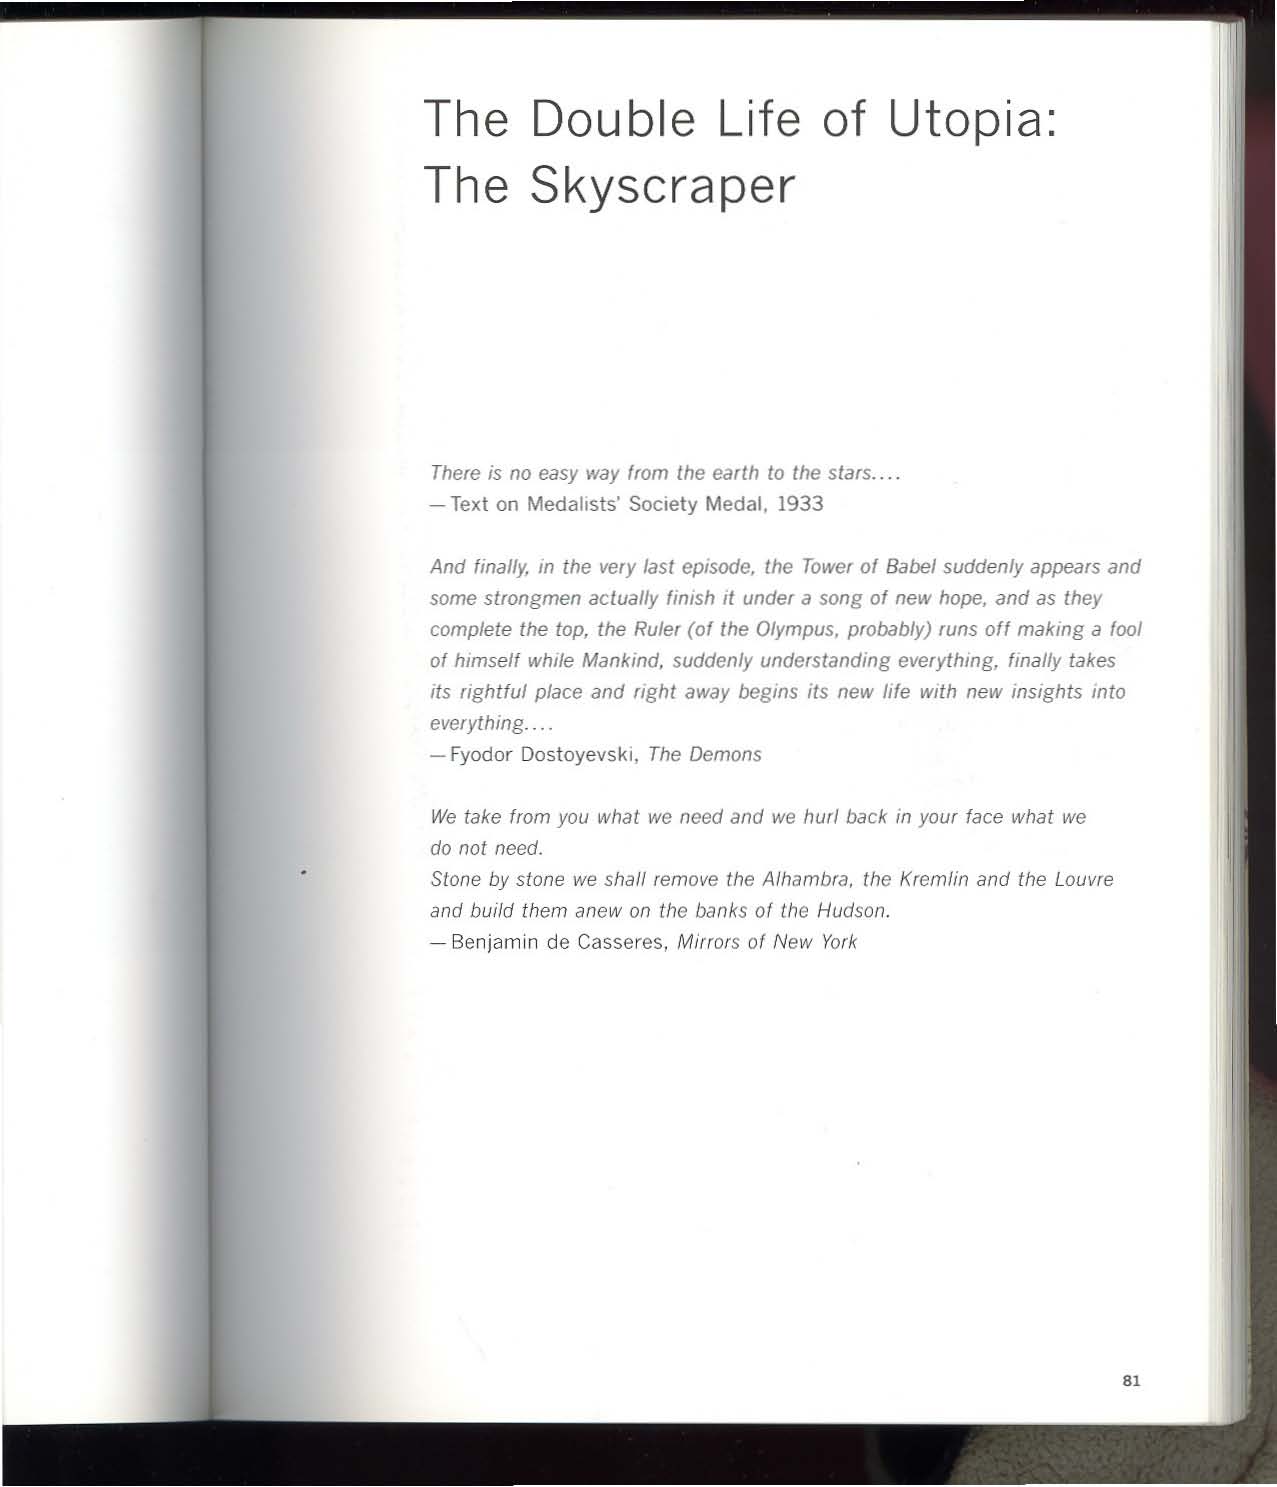 The Double Life of Utopia:
The Skyscraper
There is no easy way from the earth to the stars....
— Text on Medalists' Society Medal, 1933
And finally, in the very last episode, the Tower of Babel suddenly appears and
some strongmen actually finish it under a song of new hope, and as they
complete the top, the Ruler (of the Olympus, probably) runs off making a fool
of himself while Mankind, suddenly understanding everything, finally takes
its rightful place and right away begins its new life with new insights into
everything....
— Fyodor Dostoyevski, The Demons
We take from you what we need and we hurl back in your face what we
do not need.
Stone by stone we shall remove the Alhambra, the Kremlin and the Louvre
and build them anew on the banks of the Hudson.
— Benjamin de Casseres, Mirrors of New York
81